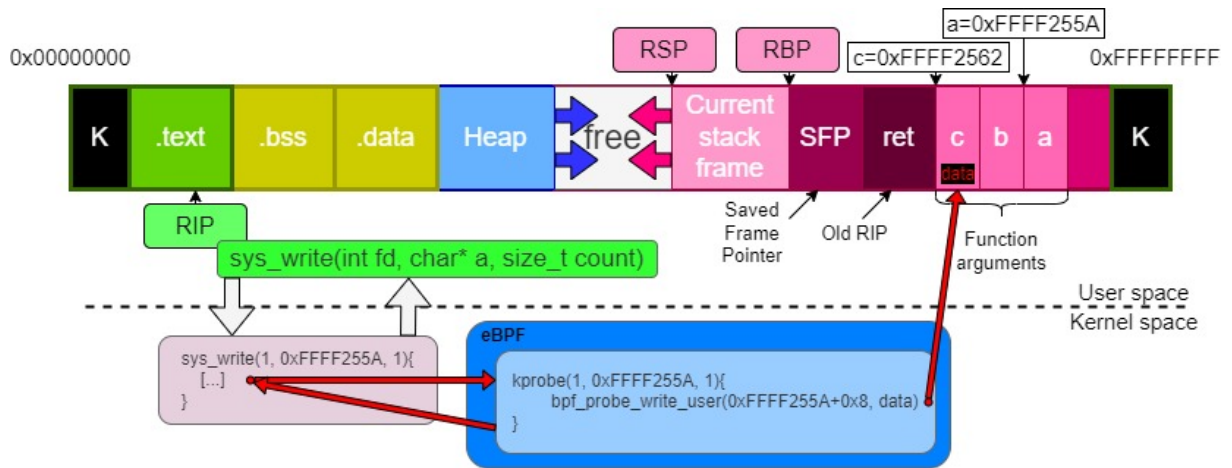 a=0xFFFF255A
0x00000000
RSP
RBP
c=0xFFFF2562
0xFFFFFFFF
K
.text
.bss
.data
Heap
free
Current
stack
frame
SFP
ret
c
b
a
K
data
RIP
Saved
Frame
Pointer
Old RIP
Function
arguments
sys_write(int fd, char* a, size_t count)
User space
Kernel space
eBPF
sys_write(1, 0xFFFF255A, 1){
[...]
}
kprobe(1, 0xFFFF255A, 1){
bpf_probe_write_user(0xFFFF255A+0x8, data)
}